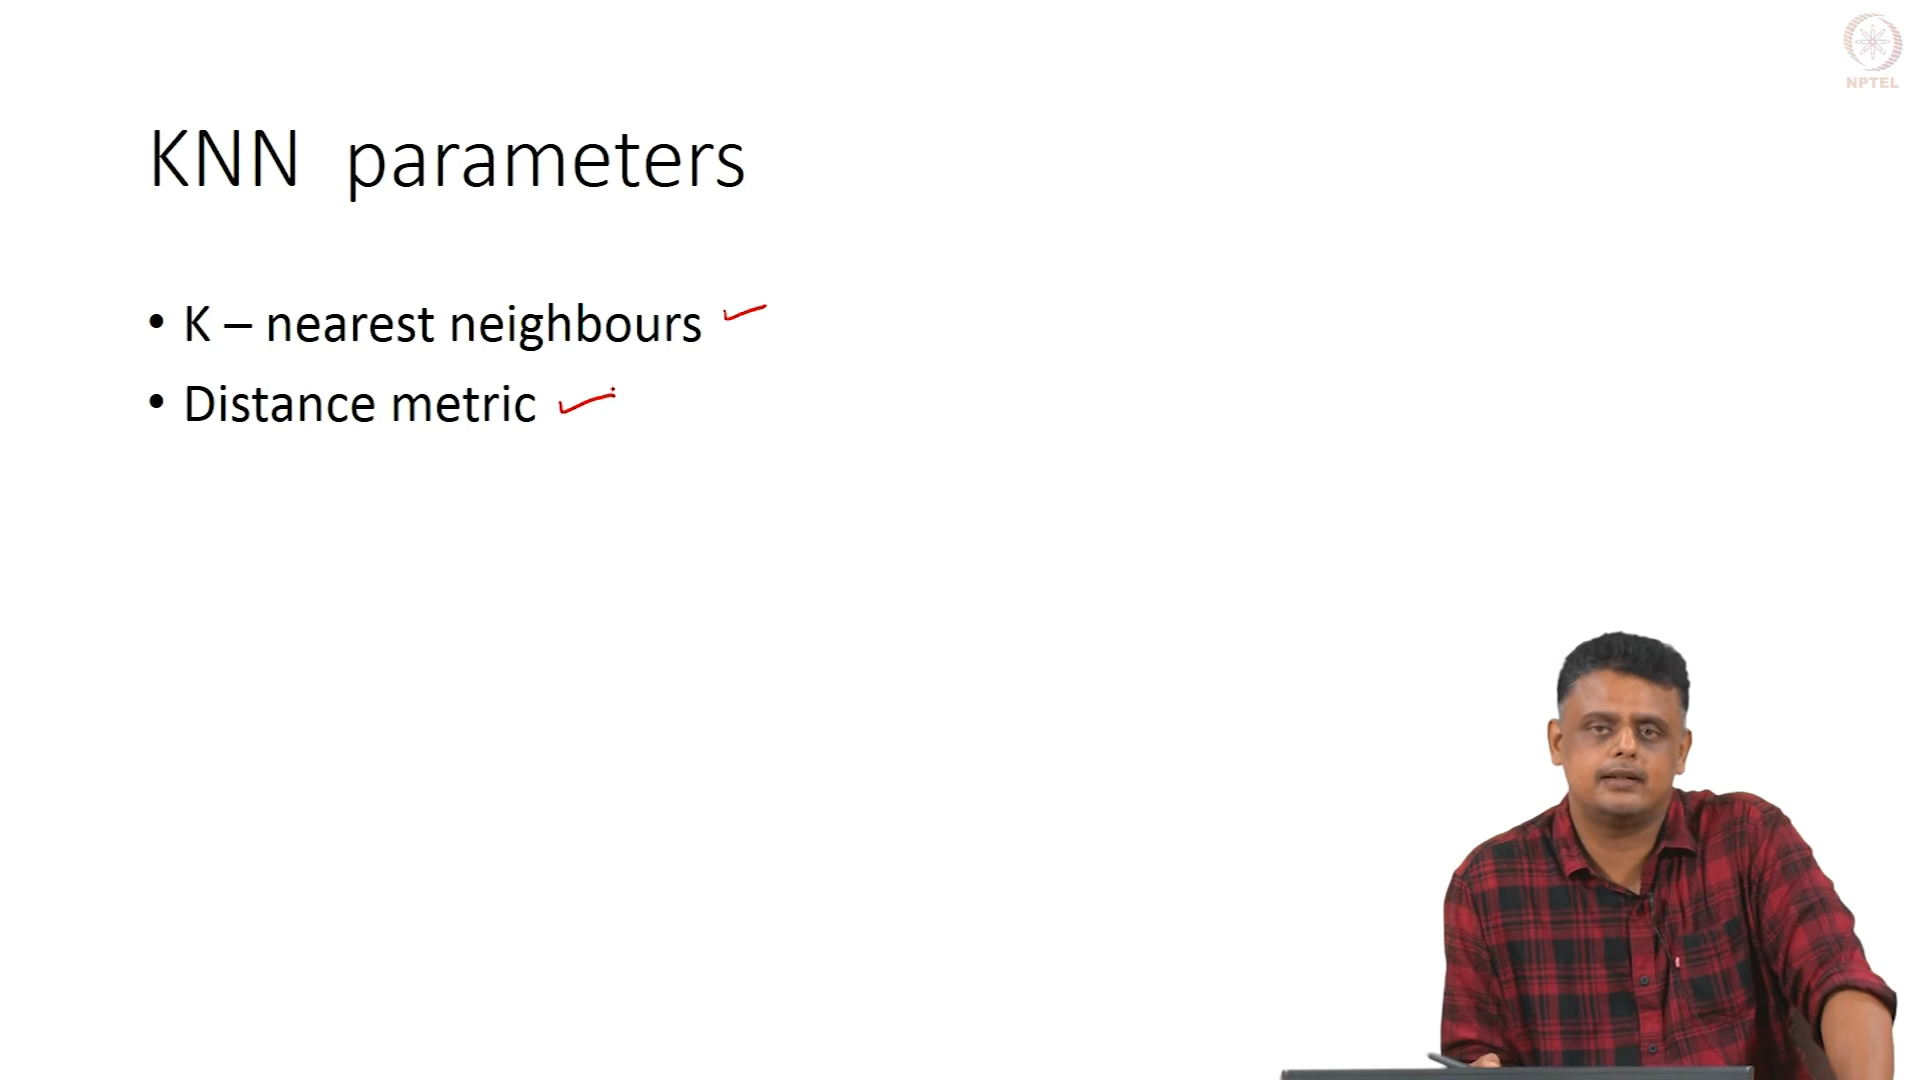 NPTEL
KNN parameters
• K – nearest neighbours
• Distance metric